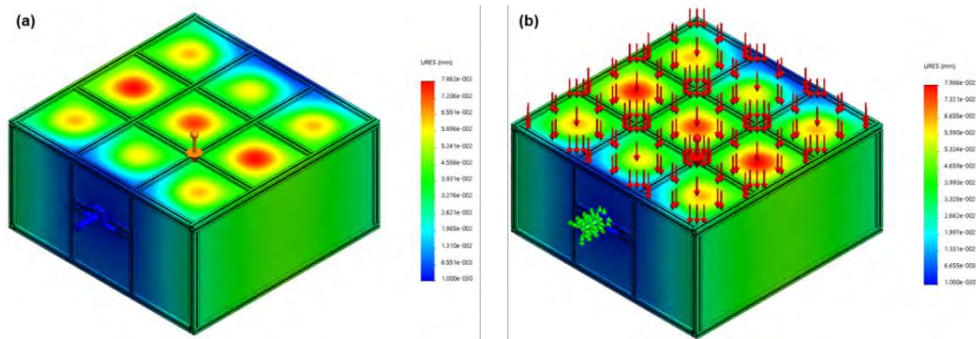 (a)
URES (mm)
7.862e-002
7.206e-002
6.551e-002
5.896e-002
5.241e-002
4.586e-002
3.931e-002
3.276e-002
2.621e-002
1.965e-002
1.310e-002
6.551e-003
1.000e-030
(b)
URES (mm)
7.986e-002
7.321e-002
6.655e-002
5.990e-002
5.324e-002
4.659e-002
3.993e-002
3.328e-002
2.662e-002
1.997e-002
1.331e-002
6.655e-003
1.000e-030